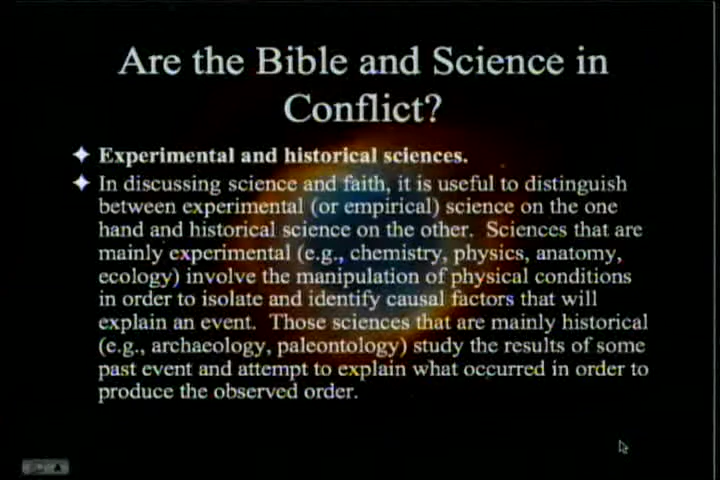 Are the Bible and Science in
Conflict?
Experimental and historical sciences.
In discussing science and faith, it is useful to distinguish
between experimental (or empirical) science on the one
hand and historical science on the other. Sciences that are
mainly experimental (e.g., chemistry, physics, anatomy,
ecology) involve the manipulation of physical conditions
in order to isolate and identify causal factors that will
explain an event. Those sciences that are mainly historical
(e.g., archaeology, paleontology) study the results of some
past event and attempt to explain what occurred in order to
produce the observed order.